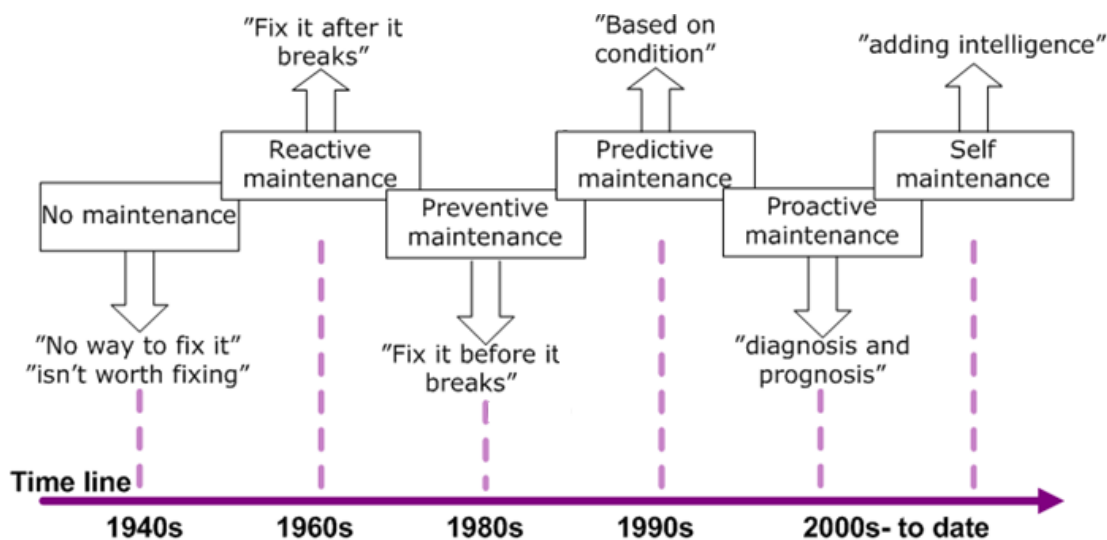 ”Fix it after it
breaks”
”Based on
condition”
”adding intelligence”
Reactive
maintenance
Predictive
maintenance
Self
maintenance
No maintenance
Preventive
maintenance
Proactive
maintenance
”No way to fix it”
”isn’t worth fixing”
”Fix it before it
breaks”
”diagnosis and
prognosis”
Time line
1940s
1960s
1980s
1990s
2000s- to date